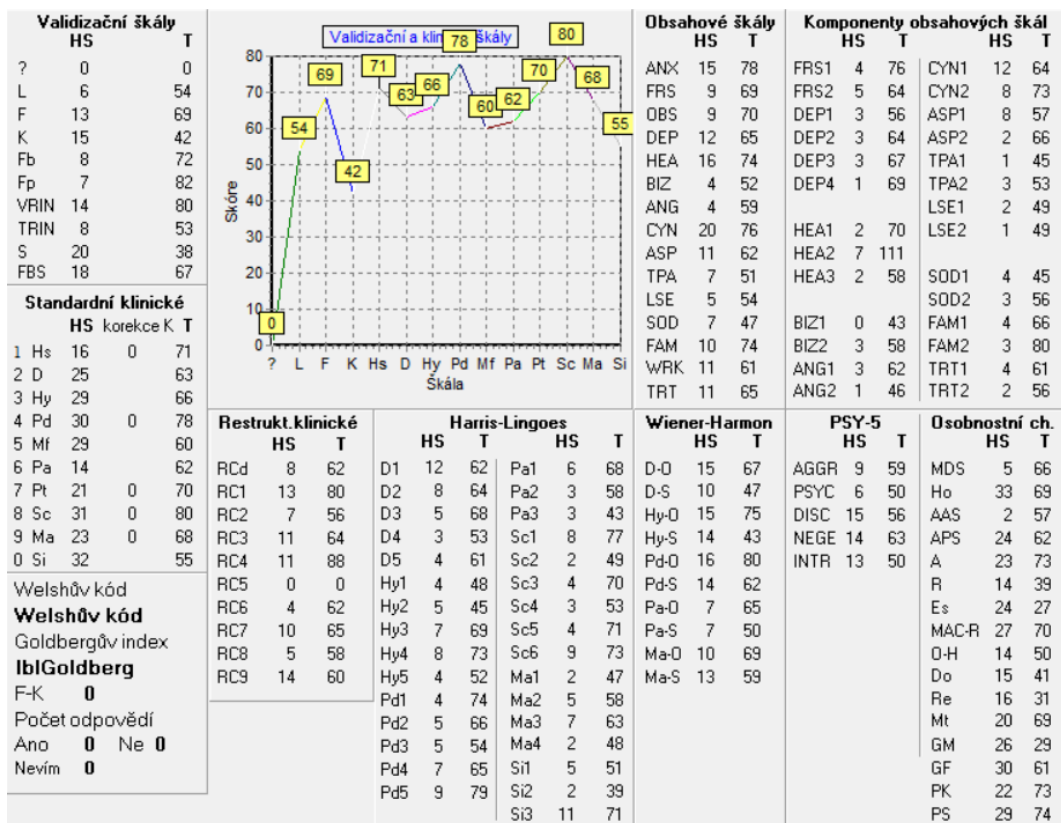 Validizační škály
HS T
? 0 0
L 6 54
F 13 69
K 15 42
Fb 8 72
Fp 7 82
VRIN 14 80
TRIN 8 53
S 20 38
FBS 18 67
Standardní klinické
HS korekce K T
1 Hs 16 0 71
2 D 25 63
3 Hy 29 66
4 Pd 30 0 78
5 Mf 29 60
6 Pa 14 62
7 Pt 21 0 70
8 Sc 31 0 80
9 Ma 23 0 68
0 Si 32 55
Welshův kód
Welshův kód
Goldbergův index
lblGoldberg
F-K 0
Počet odpovědí
Ano 0 Ne 0
Nevím 0
Validizační a klin škály
Skóre
80
70
60
50
40
30
20
10
0
0 54 69 42 71 63 66 78 60 62 70 80 68 55
? L F K Hs D Hy Pd Mf Pa Pt Sc Ma Si
Škála
Obsahové škály
HS T
ANX 15 78
FRS 9 69
OBS 9 70
DEP 12 65
HEA 16 74
BIZ 4 52
ANG 4 59
CYN 20 76
ASP 11 62
TPA 7 51
LSE 5 54
SOD 7 47
FAM 10 74
WRK 11 61
TRT 11 65
Komponenty obsahových škál
HS T HS T
FRS1 4 76 CYN1 12 64
FRS2 5 64 CYN2 8 73
DEP1 3 56 ASP1 8 57
DEP2 3 64 ASP2 2 66
DEP3 3 67 TPA1 1 45
DEP4 1 69 TPA2 3 53
LSE1 2 49
HEA1 2 70 LSE2 1 49
HEA2 7 111
HEA3 2 58 SOD1 4 45
SOD2 3 56
BIZ1 0 43 FAM1 4 66
BIZ2 3 58 FAM2 3 80
ANG1 3 62 TRT1 4 61
ANG2 1 46 TRT2 2 56
Restrukt.klinické
HS T
RCd 8 62
RC1 13 80
RC2 7 56
RC3 11 64
RC4 11 88
RC5 0 0
RC6 4 62
RC7 10 65
RC8 5 58
RC9 14 60
Harris-Lingoes
HS T HS T
D1 12 62 Pa1 6 68
D2 8 64 Pa2 3 58
D3 5 68 Pa3 3 43
D4 3 53 Sc1 8 77
D5 4 61 Sc2 2 49
Hy1 4 48 Sc3 4 70
Hy2 5 45 Sc4 3 53
Hy3 7 69 Sc5 4 71
Hy4 8 73 Sc6 9 73
Hy5 4 52 Ma1 2 47
Pd1 4 74 Ma2 5 58
Pd2 5 66 Ma3 7 63
Pd3 5 54 Ma4 2 48
Pd4 7 65 Si1 5 51
Pd5 9 79 Si2 2 39
Si3 11 71
Wiener-Harmon
HS T
D-O 15 67
D-S 10 47
Hy-O 15 75
Hy-S 14 43
Pd-O 16 80
Pd-S 14 62
Pa-O 7 65
Pa-S 7 50
Ma-O 10 69
Ma-S 13 59
PSY-5
HS T
AGGR 9 59
PSYC 6 50
DISC 15 56
NEGE 14 63
INTR 13 50
Osobnostní ch.
HS T
MDS 5 66
Ho 33 69
AAS 2 57
APS 24 62
A 23 73
R 14 39
Es 24 27
MAC-R 27 70
O-H 14 50
Do 15 41
Re 16 31
Mt 20 69
GM 26 29
GF 30 61
PK 22 73
PS 29 74